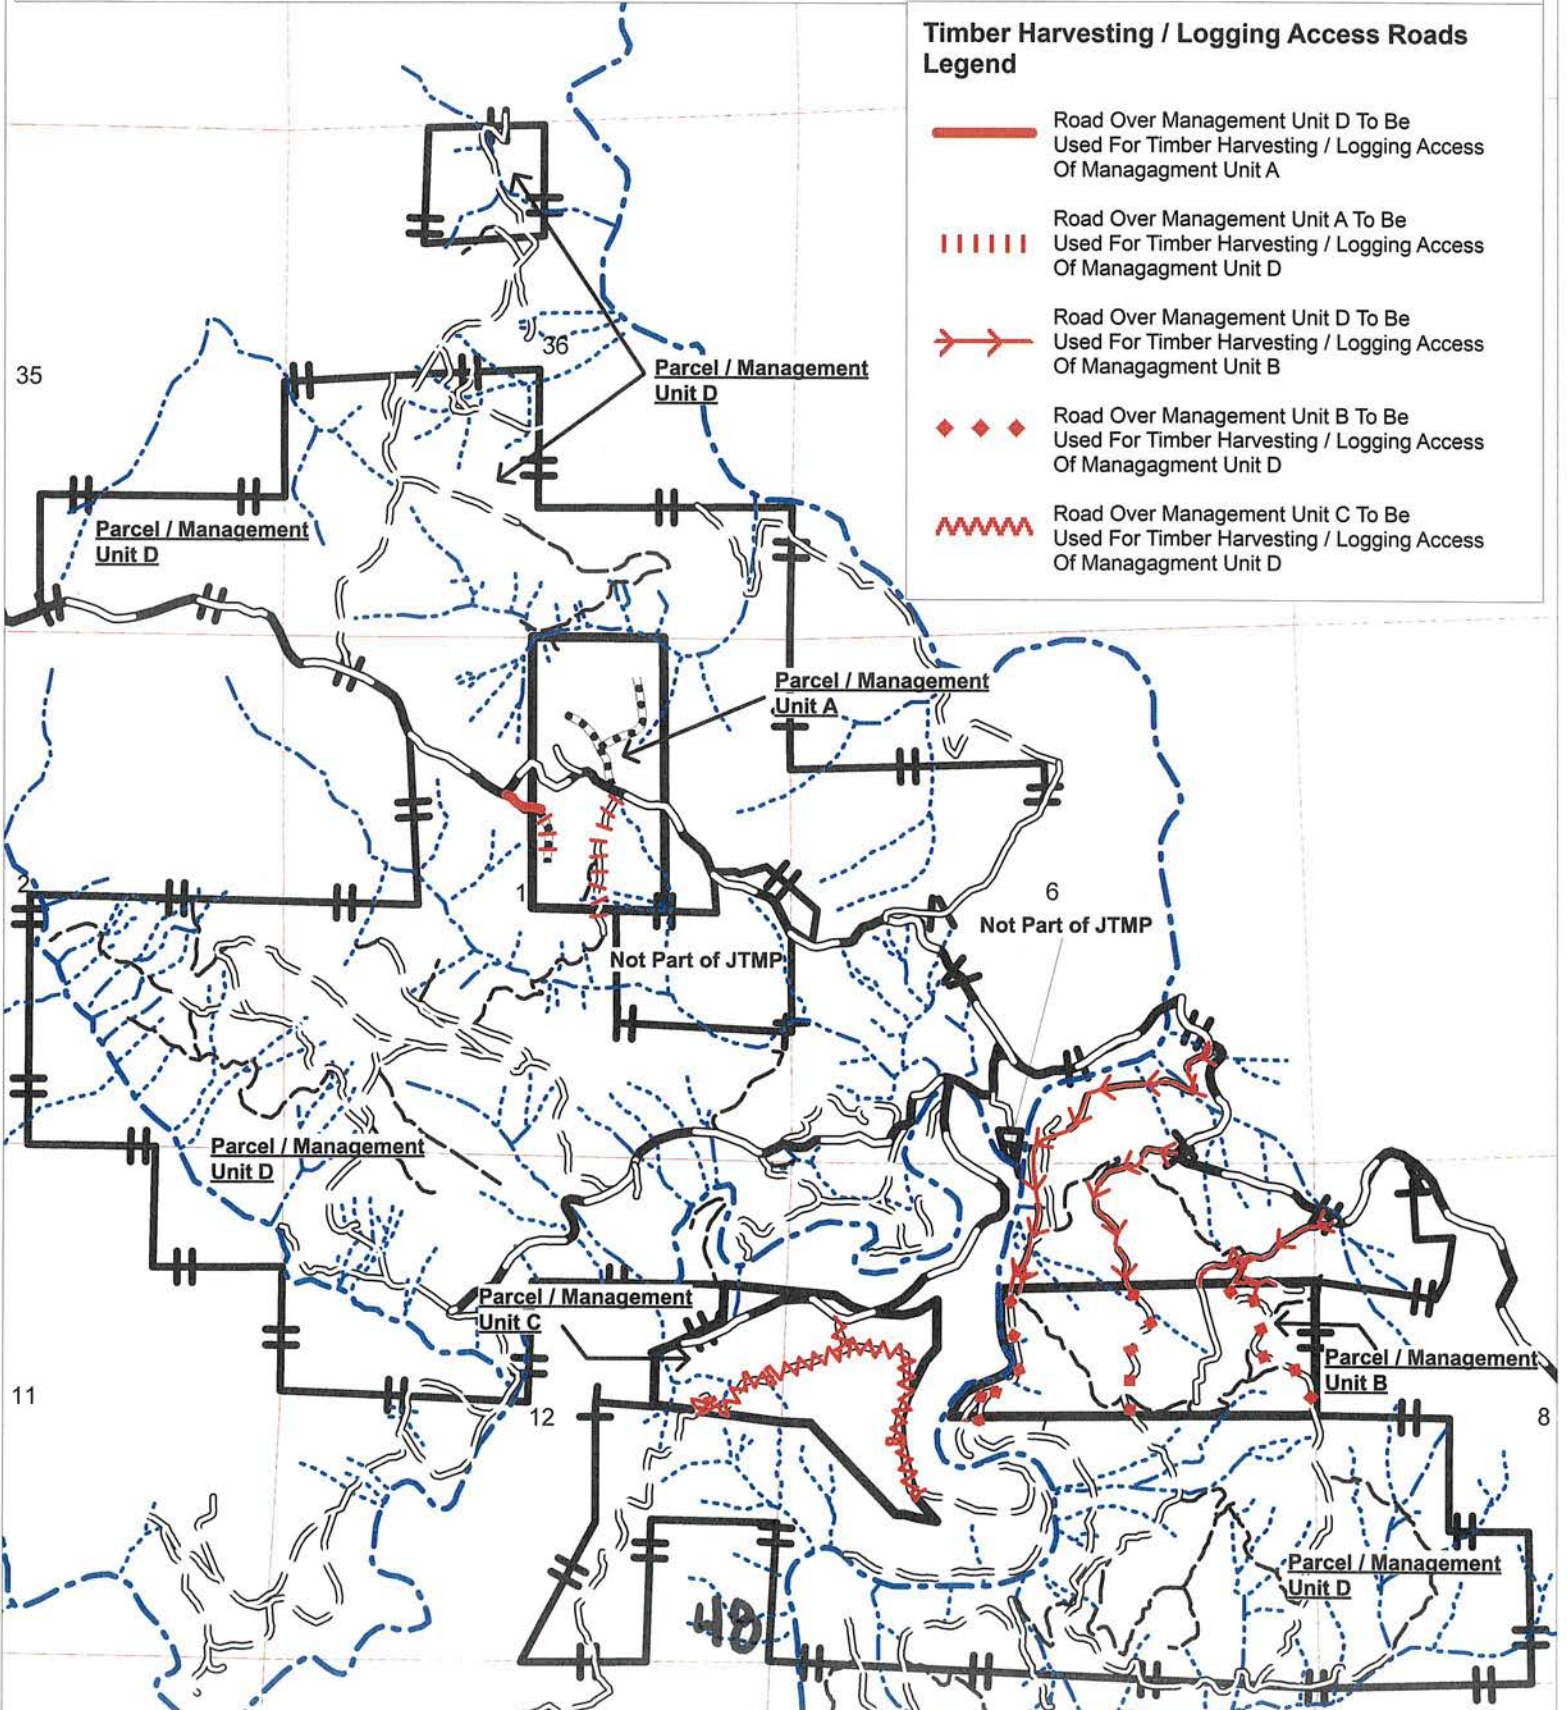 Timber Harvesting / Logging Access Roads
Legend
Road Over Management Unit D To Be
Used For Timber Harvesting / Logging Access
Of Managagment Unit A
Road Over Management Unit A To Be
Used For Timber Harvesting / Logging Access
Of Managagment Unit D
Road Over Management Unit D To Be
Used For Timber Harvesting / Logging Access
Of Managagment Unit B
Road Over Management Unit B To Be
Used For Timber Harvesting / Logging Access
Of Managagment Unit D
Road Over Management Unit C To Be
Used For Timber Harvesting / Logging Access
Of Managagment Unit D
36
35
Parcel / Management
Unit D
Parcel / Management
Unit D
Parcel / Management
Unit A
2
1
6
Not Part of JTMP
Not Part of JTMP
Parcel / Management
Unit D
Parcel / Management
Unit C
Parcel / Management
Unit B
11
12
8
Parcel / Management
Unit D
48